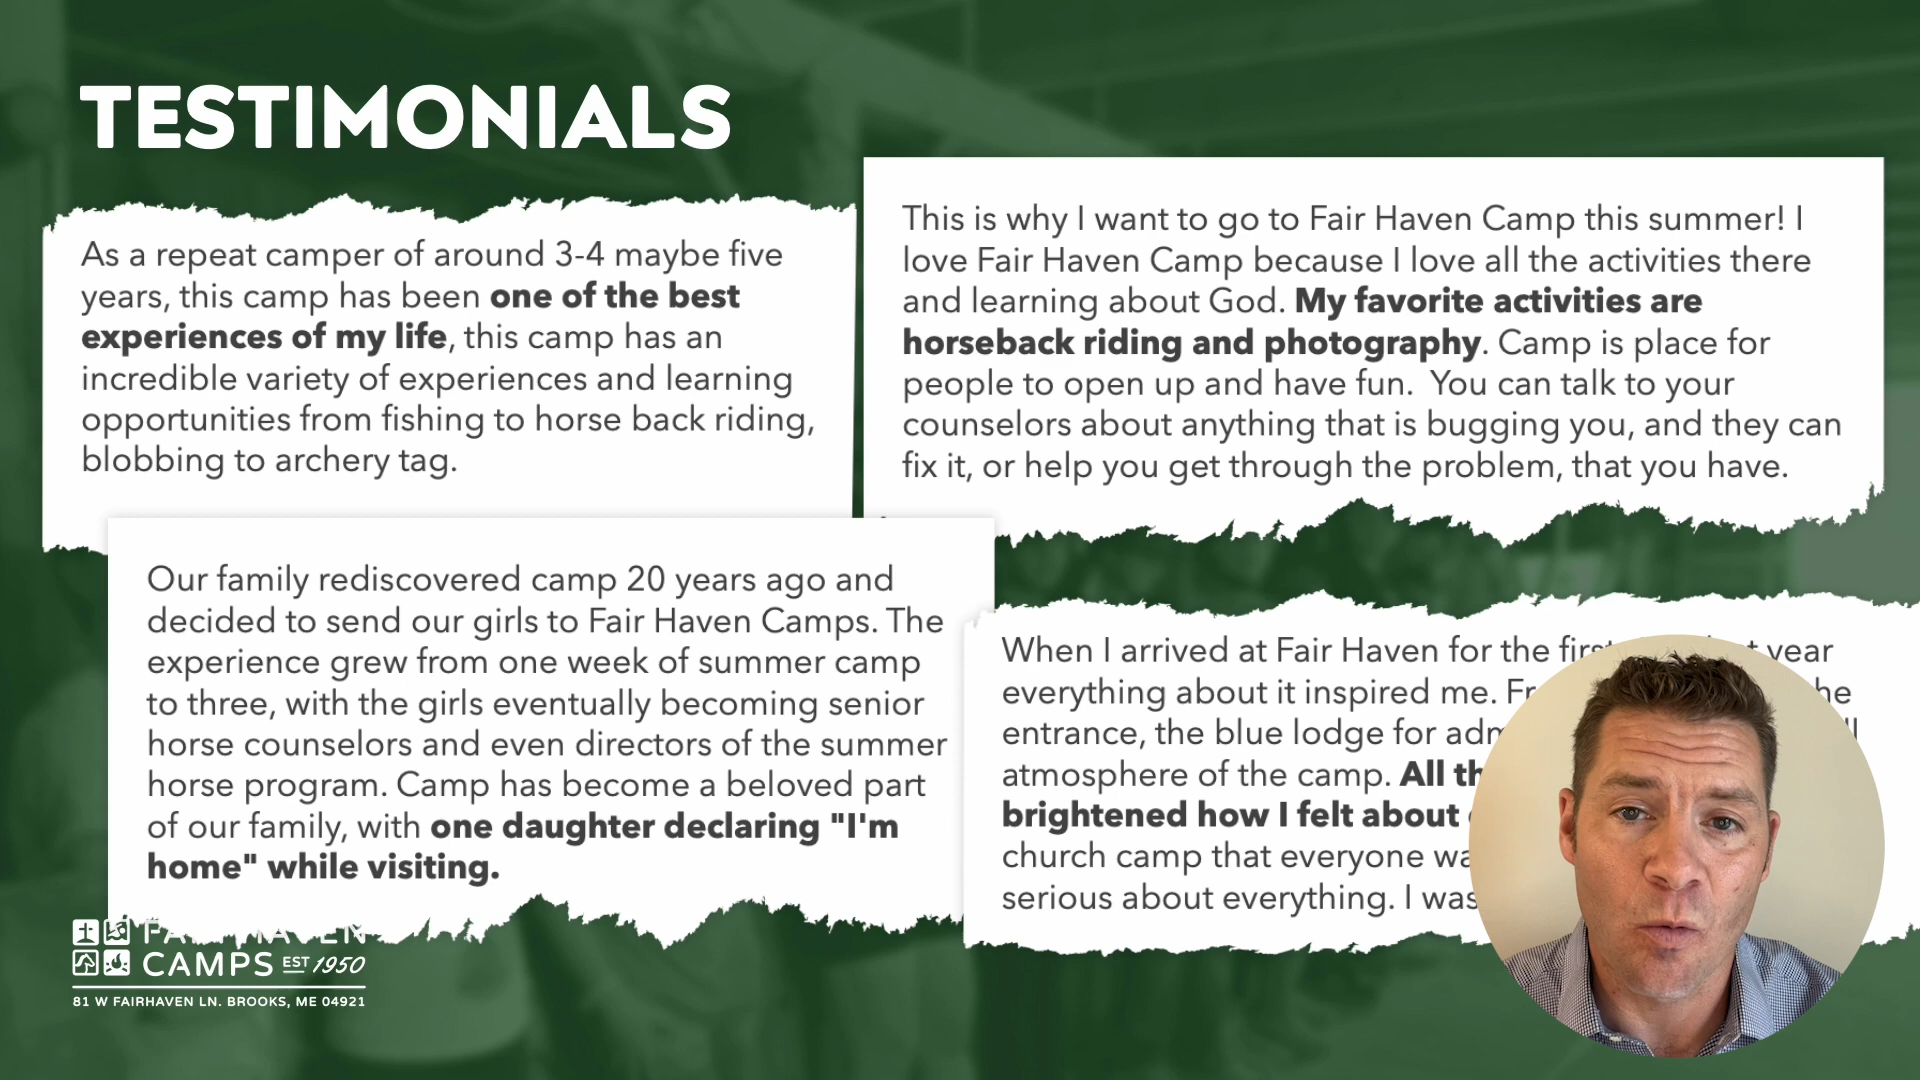 TESTIMONIALS
As a repeat camper of around 3-4 maybe five
years, this camp has been one of the best
experiences of my life, this camp has an
incredible variety of experiences and learning
opportunities from fishing to horse back riding,
blobbing to archery tag.
This is why I want to go to Fair Haven Camp this summer! I
love Fair Haven Camp because I love all the activities there
and learning about God. My favorite activities are
horseback riding and photography. Camp is place for
people to open up and have fun.  You can talk to your
counselors about anything that is bugging you, and they can
fix it, or help you get through the problem, that you have.
Our family rediscovered camp 20 years ago and
decided to send our girls to Fair Haven Camps. The
experience grew from one week of summer camp
to three, with the girls eventually becoming senior
horse counselors and even directors of the summer
horse program. Camp has become a beloved part
of our family, with one daughter declaring "I'm
home" while visiting.
When I arrived at Fair Haven for the year
everything about it inspired me.
entrance, the blue lodge for
atmosphere of the camp. All
brightened how I felt about
church camp that everyone
serious about everything. I was
FAIR HAVEN
CAMPS EST 1950
81 W FAIRHAVEN LN. BROOKS, ME 04921